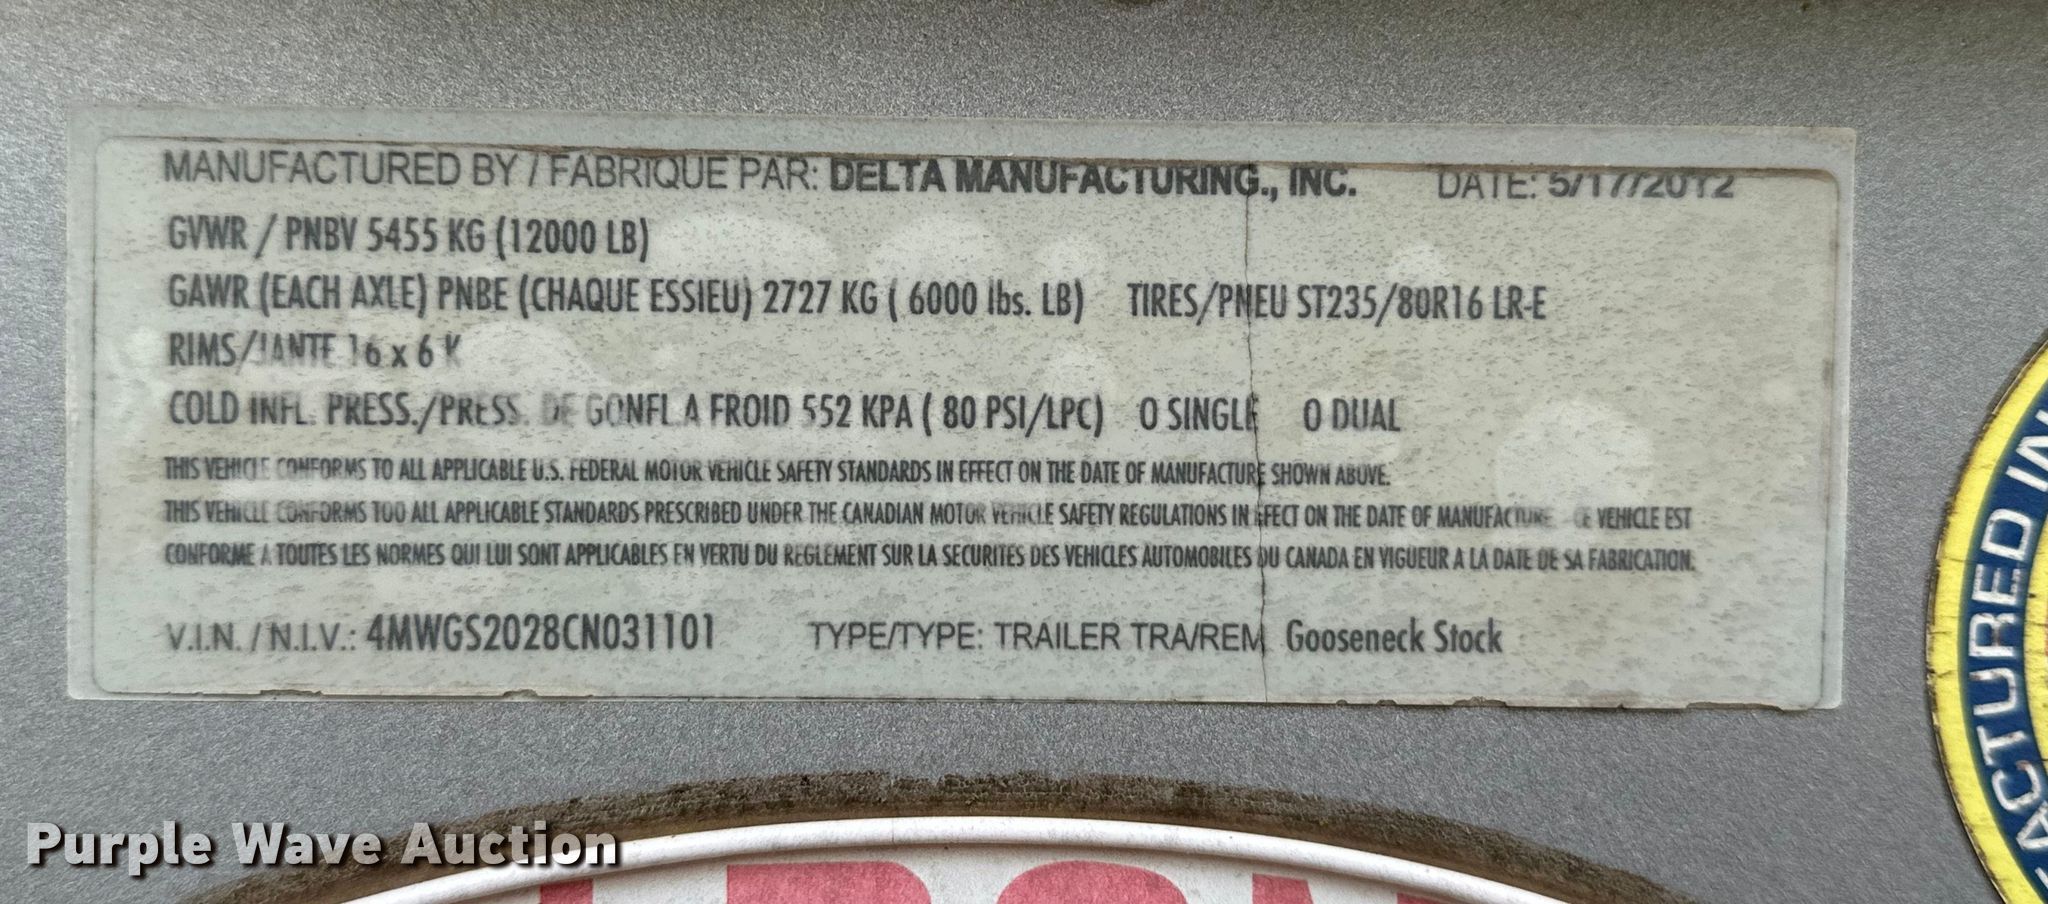 MANUFACTURED BY / FABRIQUE PAR: DELTA MANUFACTURING., INC. DATE: 5/17/2012
GVWR / PNBV 5455 KG (12000 LB)
GAWR (EACH AXLE) PNBE (CHAQUE ESSIEU) 2727 KG ( 6000 lbs. LB) TIRES/PNEU ST235/80R16 LR-E
RIMS/JANTE 16 x 6 K
COLD INFL. PRESS./PRESS. DE GONFL A FROID 552 KPA ( 80 PSI/LPC) O SINGLE O DUAL
THIS VEHICLE CONFORMS TO ALL APPLICABLE U.S. FEDERAL MOTOR VEHICLE SAFETY STANDARDS IN EFFECT ON THE DATE OF MANUFACTURE SHOWN ABOVE.
THIS VEHICLE CONFORMS TOO ALL APPLICABLE STANDARDS PRESCRIBED UNDER THE CANADIAN MOTOR VEHICLE SAFETY REGULATIONS IN EFECT ON THE DATE OF MANUFACTURE. CE VEHICLE EST
CONFORME A TOUTES LES NORMES QUI LUI SONT APPLICABLES EN VERTU DU REGLEMENT SUR LA SECURITES DES VEHICLES AUTOMOBILES DU CANADA EN VIGUEUR A LA DATE DE SA FABRICATION.
V.I.N. / N.I.V.: 4MWGS2028CN031101 TYPE/TYPE: TRAILER TRA/REM Gooseneck Stock
ACTURED IN
Purple Wave Auction